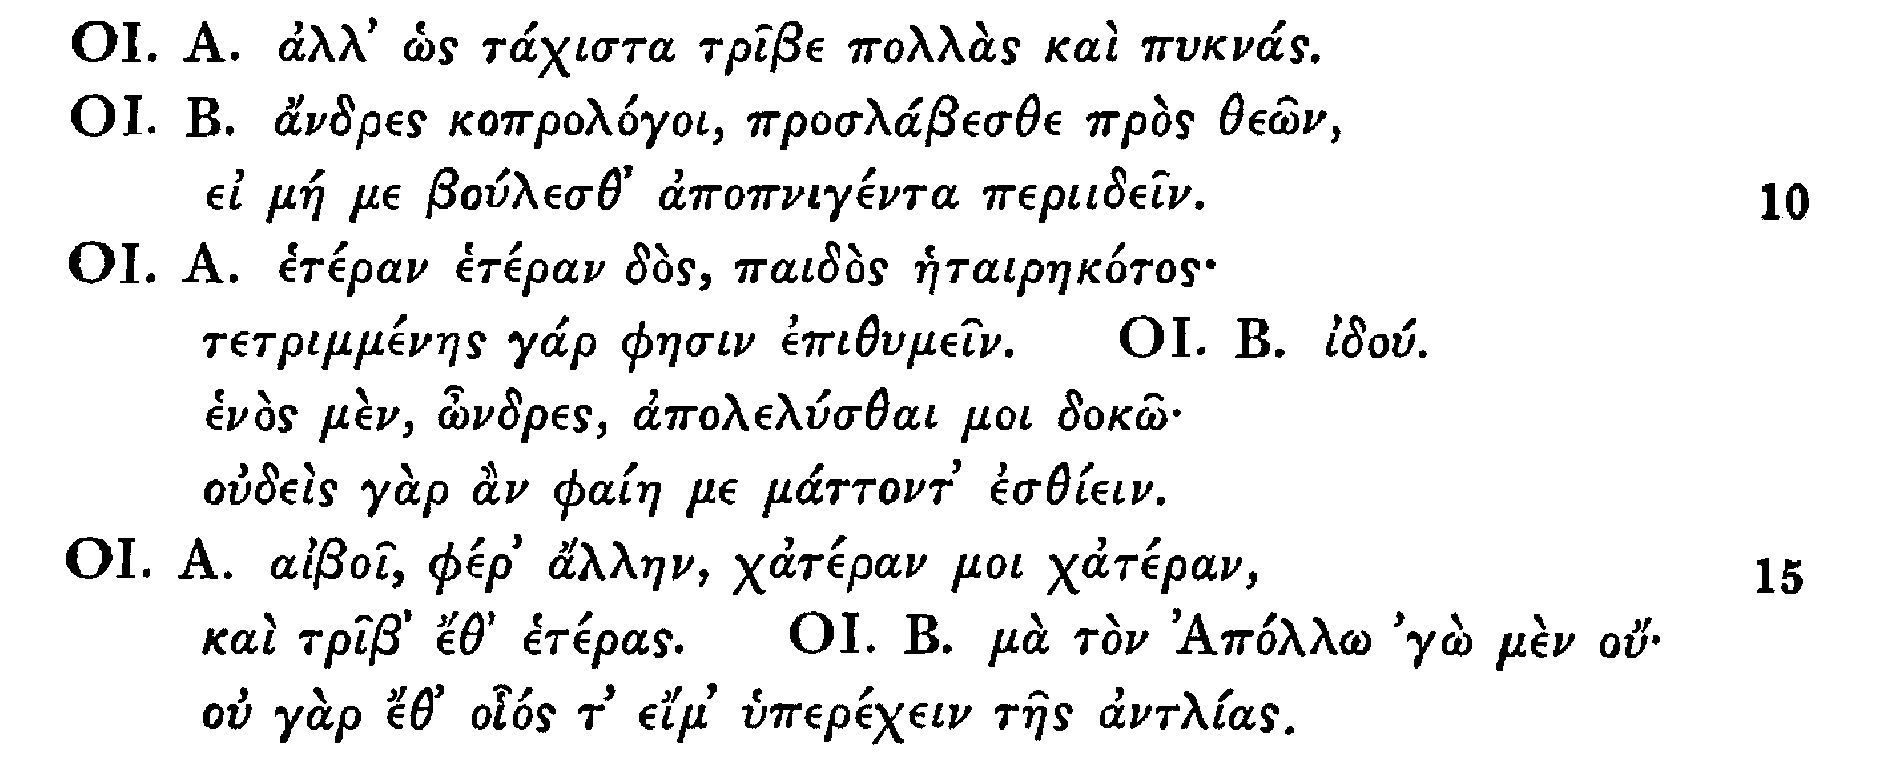 ΟΙ. Α. ἀλλ’ ὡς τάχιστα τρῖβε πολλὰς καὶ πυκνάς.
ΟΙ. Β. ἄνδρες κοπρολόγοι, προσλάβεσθε πρὸς θεῶν,
εἰ μή με βούλεσθ’ ἀποπνιγέντα περιιδεῖν. 10
ΟΙ. Α. ἑτέραν ἑτέραν δὸς, παιδὸς ἡταιρηκότος·
τετριμμένης γάρ φησιν ἐπιθυμεῖν. ΟΙ. Β. ἰδού.
ἑνὸς μὲν, ὦνδρες, ἀπολελύσθαι μοι δοκῶ·
οὐδεὶς γὰρ ἂν φαίη με μάττοντ’ ἐσθίειν.
ΟΙ. Α. αἰβοῖ, φέρ’ ἄλλην, χἀτέραν μοι χἀτέραν, 15
καὶ τρῖβ’ ἔθ’ ἑτέρας. ΟΙ. Β. μὰ τὸν Ἀπόλλω ’γὼ μὲν οὔ·
οὐ γὰρ ἔθ’ οἷός τ’ εἴμ’ ὑπερέχειν τῆς ἀντλίας.